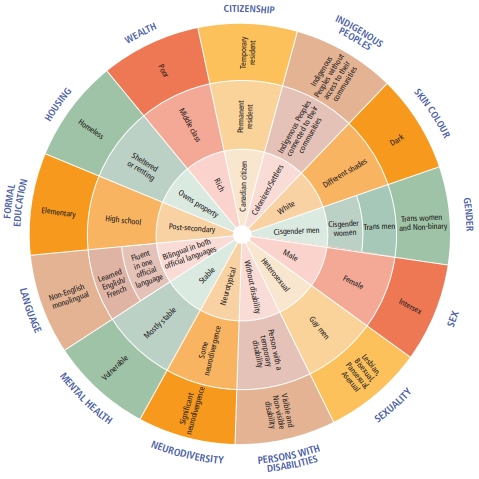 CITIZENSHIP
Temporary
resident
Permanent
resident
Canadian citizen
INDIGENOUS
PEOPLES
Indigenous
Peoples without
access to their
communities
Indigenous Peoples
connected to their
communities
Colonizers/Settlers
SKIN COLOUR
Dark
Different shades
White
GENDER
Trans women
and Non-binary
Trans men
Cisgender
women
Cisgender men
SEX
Intersex
Female
Male
SEXUALITY
Lesbian,
Bisexual,
Pansexual,
Asexual
Gay men
Heterosexual
PERSONS WITH
DISABILITIES
Visible and
Non-visible
disability
Person with a
temporary
disability
Without disability
NEURODIVERSITY
Significant
neurodivergence
Some
neurodivergence
Neurotypical
MENTAL HEALTH
Vulnerable
Mostly stable
Stable
LANGUAGE
Non-English
monolingual
Learned
English/
French
Fluent
in one
official
language
Bilingual in both
official languages
FORMAL
EDUCATION
Elementary
High school
Post-secondary
HOUSING
Homeless
Sheltered
or renting
Owns property
WEALTH
Poor
Middle class
Rich